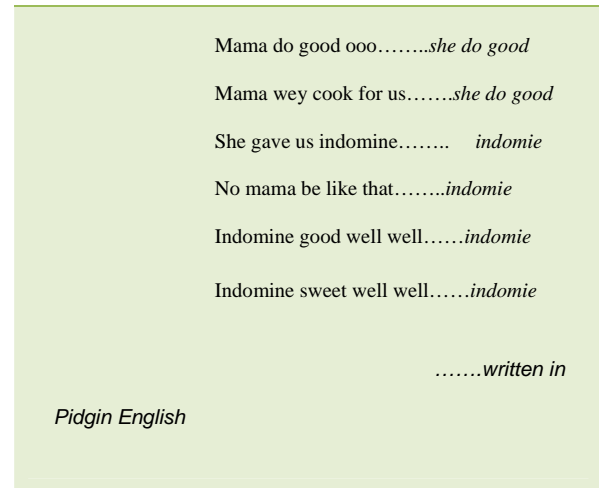 Mama do good ooo……..she do good
Mama wey cook for us…….she do good
She gave us indomine…….. indomie
No mama be like that……..indomie
Indomine good well well……indomie
Indomine sweet well well……indomie
…….written in
Pidgin English